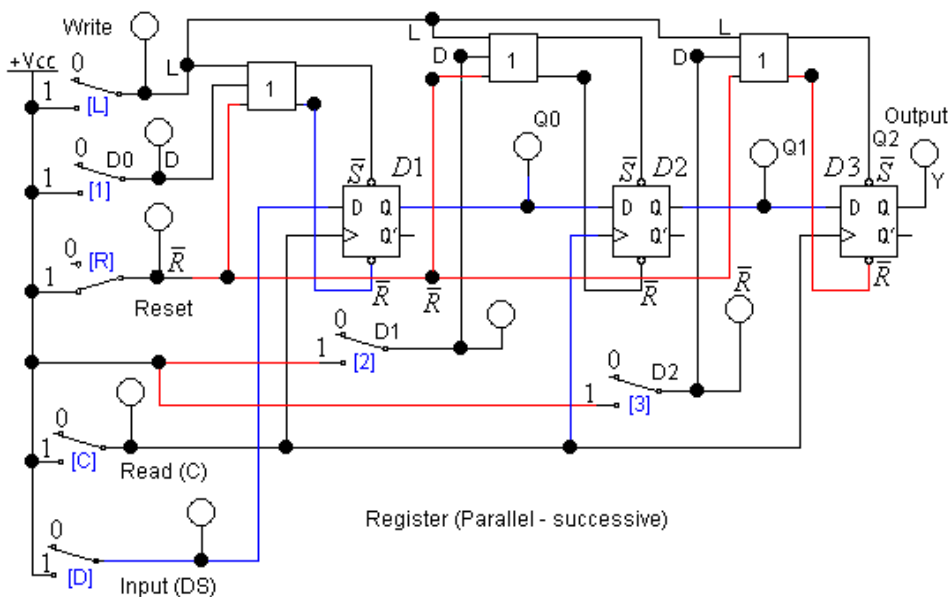 Write
+Vcc
0
L
1
[L]
1
L
D
1
L
D
1
0
D0
D
1
[1]
Q0
Q1
Output
Y
S̅
D1
D
Q
Q'
R̅
S̅
D2
D
Q
Q'
R̅
Q2
S̅
D3
D
Q
Q'
R̅
0
[R]
1
R̅
Reset
R̅
R̅
0
D1
1
[2]
0
D2
1
[3]
0
1
[C]
Read (C)
0
1
[D]
Input (DS)
Register (Parallel - successive)